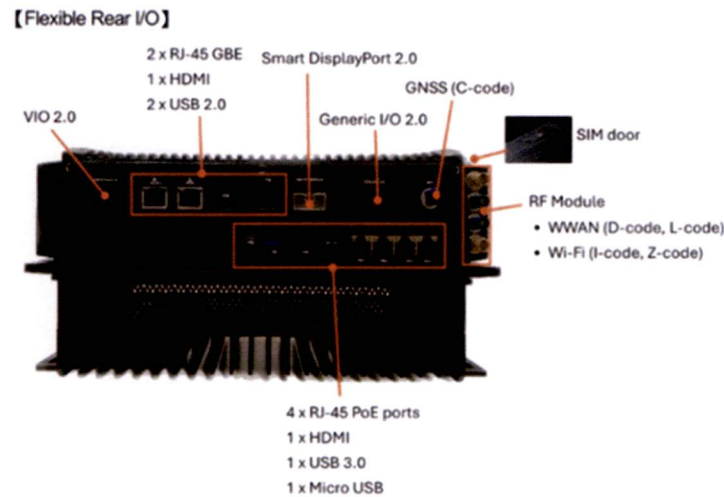 【Flexible Rear I/O】
2 x RJ-45 GBE
1 x HDMI
2 x USB 2.0
Smart DisplayPort 2.0
GNSS (C-code)
VIO 2.0
Generic I/O 2.0
SIM door
RF Module
• WWAN (D-code, L-code)
• Wi-Fi (I-code, Z-code)
4 x RJ-45 PoE ports
1 x HDMI
1 x USB 3.0
1 x Micro USB